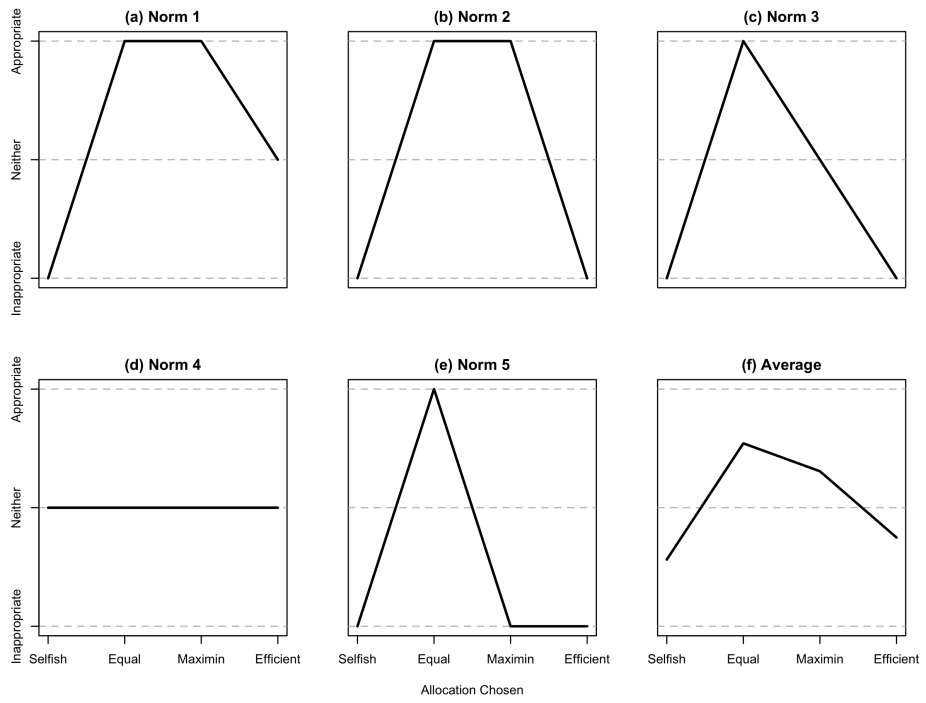 (a) Norm 1
(b) Norm 2
(c) Norm 3
Appropriate
Neither
Inappropriate
(d) Norm 4
(e) Norm 5
(f) Average
Appropriate
Neither
Inappropriate
Selfish Equal Maximin Efficient
Selfish Equal Maximin Efficient
Selfish Equal Maximin Efficient
Allocation Chosen